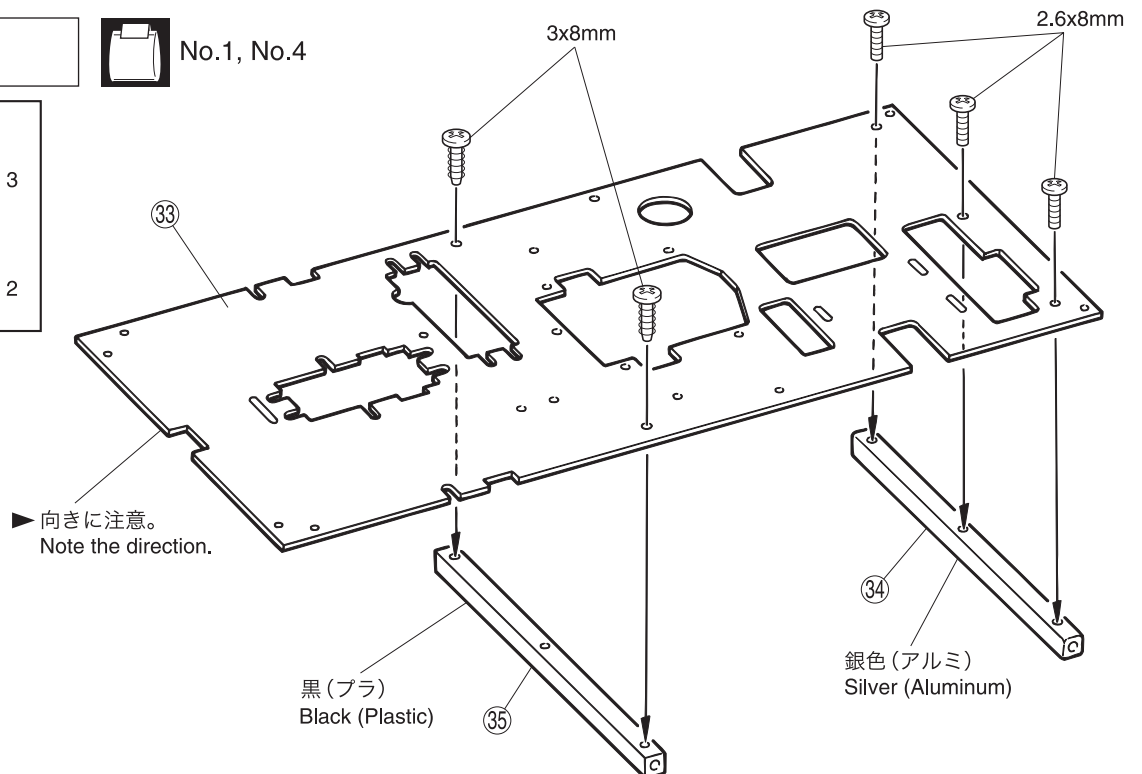 No.1, No.4
3x8mm
2.6x8mm
3
2
33
▶ 向きに注意。
Note the direction.
34
銀色(アルミ)
Silver (Aluminum)
黒(プラ)
Black (Plastic)
35